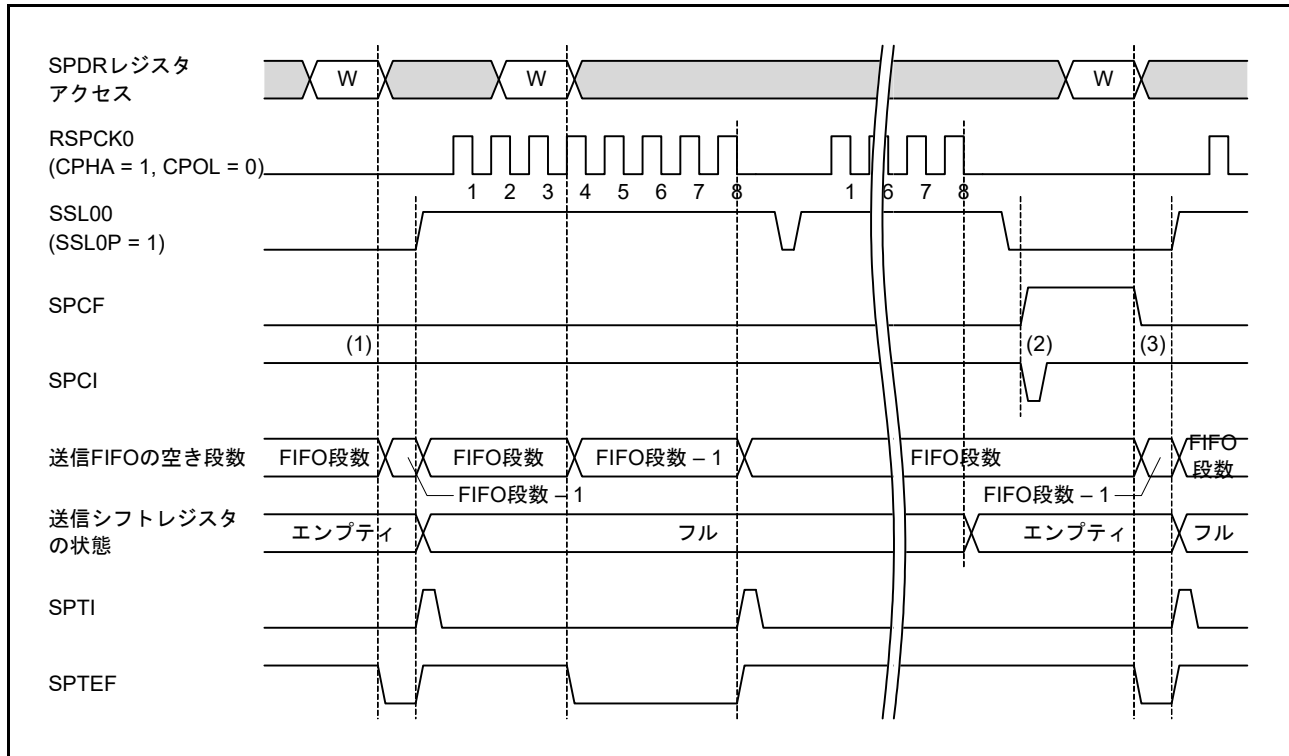 SPDRレジスタ
アクセス
W
W
W
RSPCK0
(CPHA = 1, CPOL = 0)
1 2 3 4 5 6 7 8 1 6 7 8
SSL00
(SSL0P = 1)
SPCF
(1) (2) (3)
SPCI
送信FIFOの空き段数
FIFO段数
FIFO段数
FIFO段数 – 1
FIFO段数
FIFO
段数
FIFO段数 – 1
FIFO段数 – 1
送信シフトレジスタ
の状態
エンプティ
フル
エンプティ
フル
SPTI
SPTEF